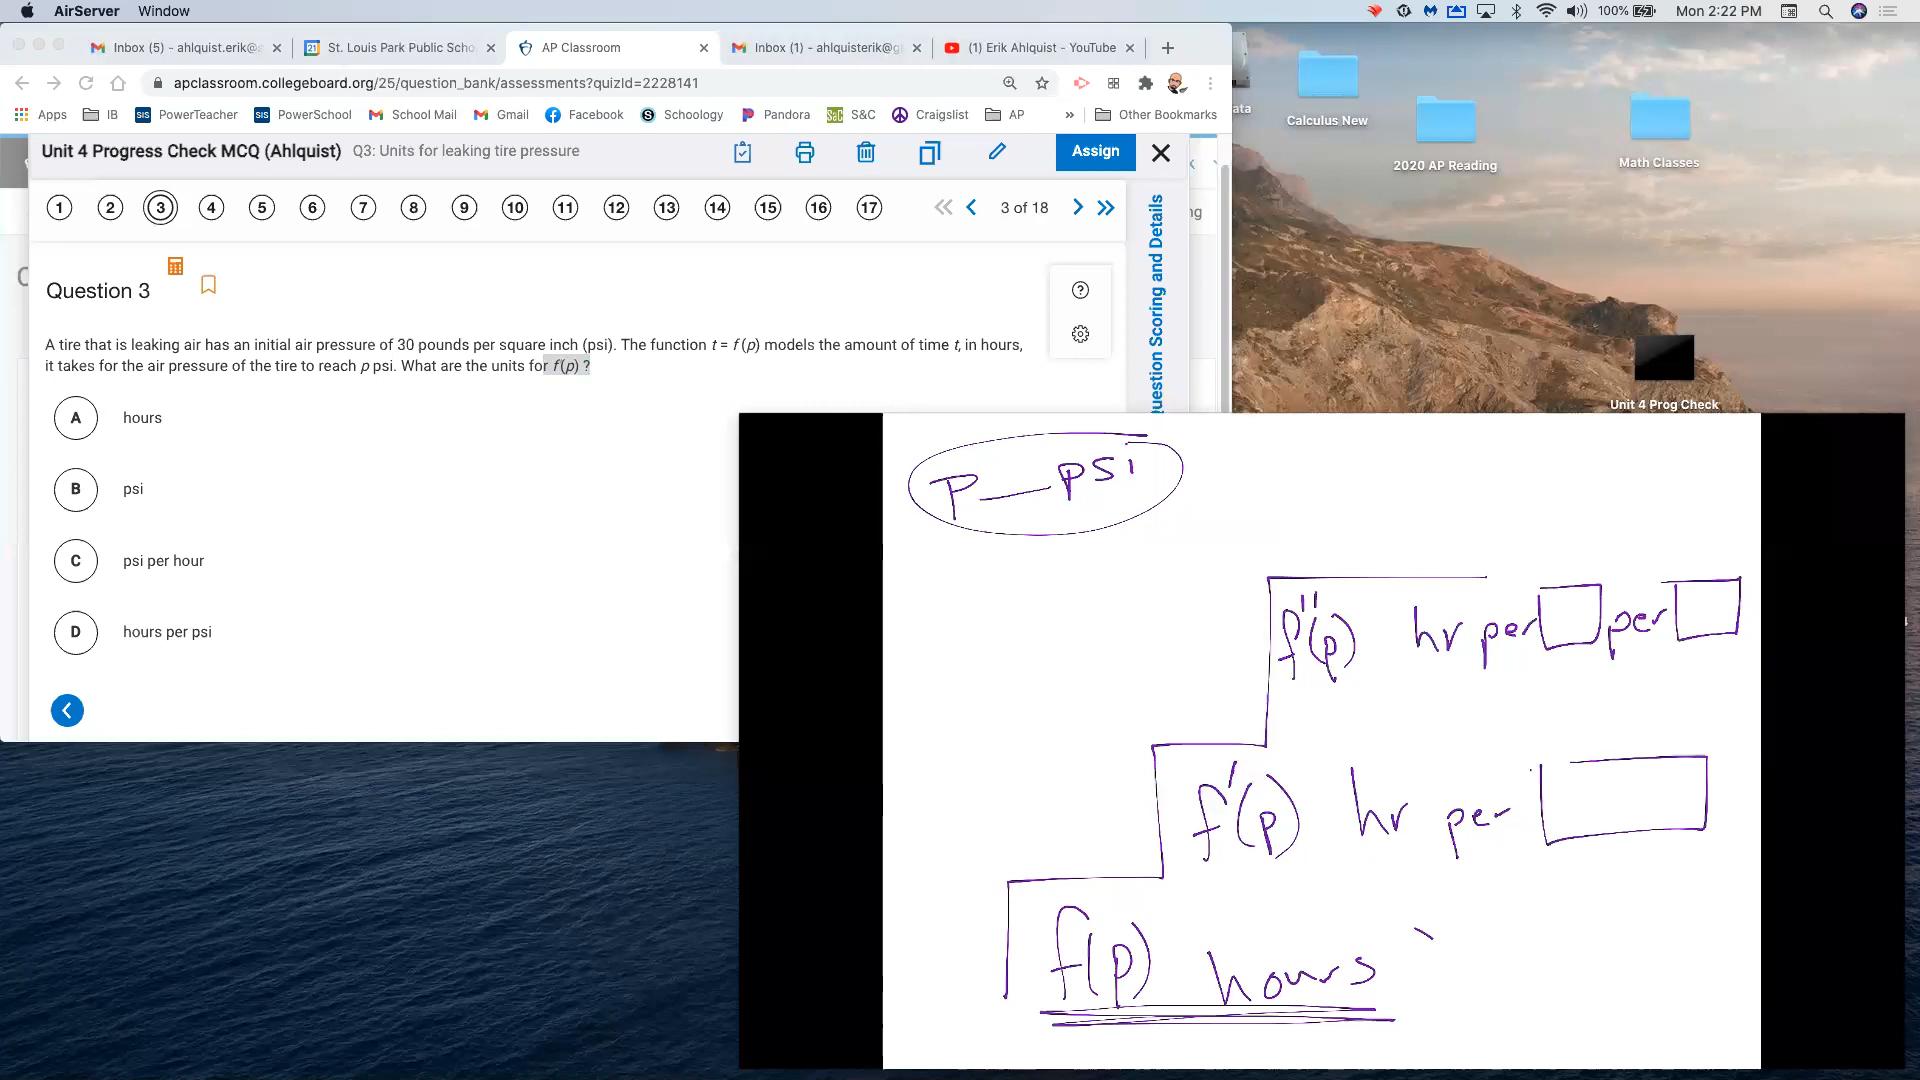 AirServer Window 100% Mon 2:22 PM
Inbox (5) - ahlquist.erik@ St. Louis Park Public Scho AP Classroom Inbox (1) - ahlquisterik@g (1) Erik Ahlquist - YouTube
apclassroom.collegeboard.org/25/question_bank/assessments?quizId=2228141
Apps IB PowerTeacher PowerSchool School Mail Gmail Facebook Schoology Pandora S&C Craigslist AP » Other Bookmarks
Calculus New
2020 AP Reading
Math Classes
ata
Unit 4 Prog Check
Unit 4 Progress Check MCQ (Ahlquist) Q3: Units for leaking tire pressure Assign
1 2 3 4 5 6 7 8 9 10 11 12 13 14 15 16 17 3 of 18
ng
Question Scoring and Details
Question 3
A tire that is leaking air has an initial air pressure of 30 pounds per square inch (psi). The function t = f (p) models the amount of time t, in hours,
it takes for the air pressure of the tire to reach p psi. What are the units for f (p) ?
A hours
B psi
C psi per hour
D hours per psi
P — psi
f''(p) hr per per
f'(p) hr per
f(p) hours